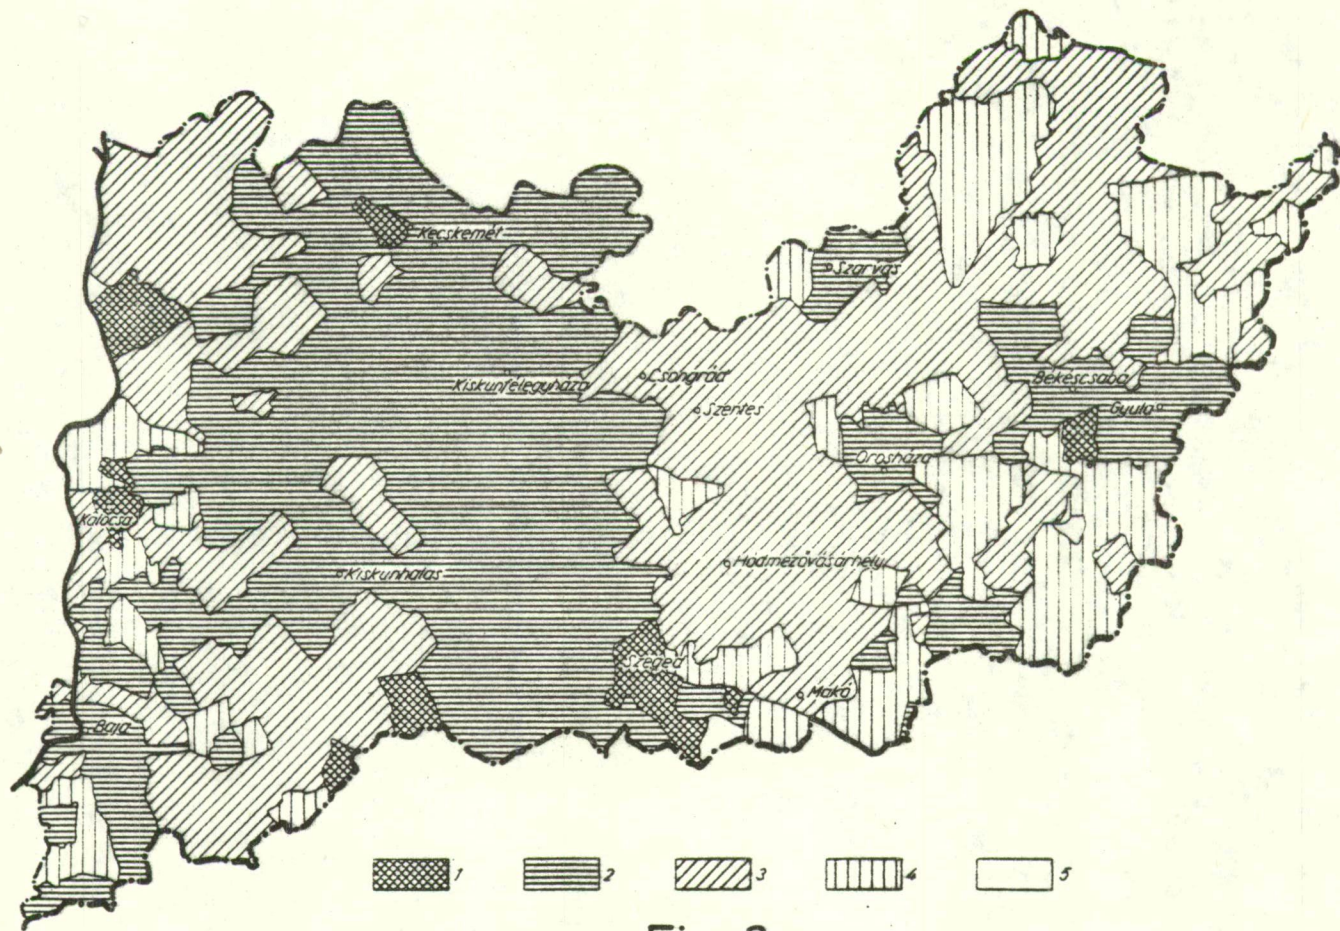 Kecskemét
Szarvas
Kiskunfélegyháza
Csongrád
Békéscsaba
Szentes
Gyula
Orosháza
Kalocsa
Hódmezővásárhely
Kiskunhalas
Szeged
Makó
Baja
1 2 3 4 5